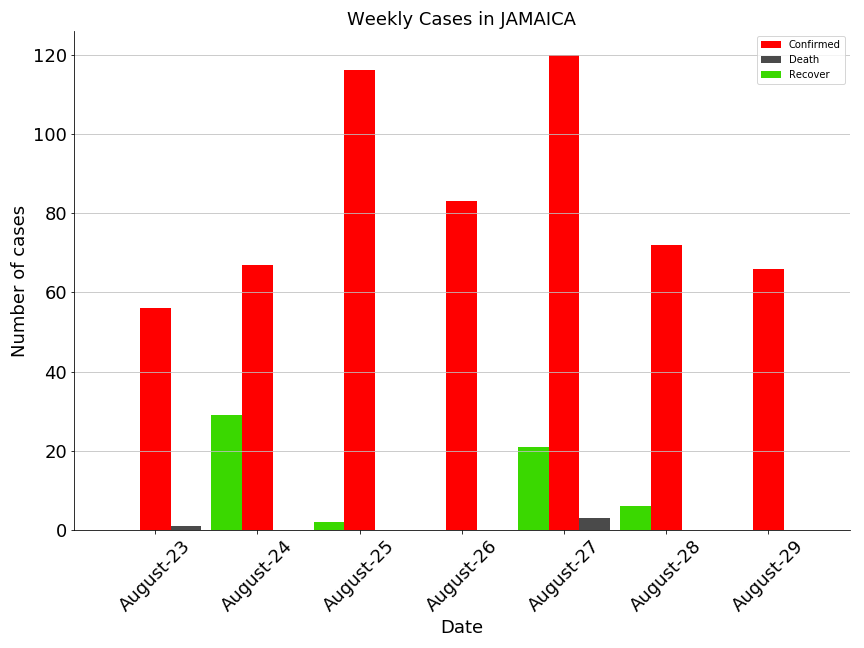 Weekly Cases in JAMAICA
Confirmed
Death
Recover
120
100
80
60
40
20
0
Number of cases
August-23
August-24
August-25
August-26
August-27
August-28
August-29
Date